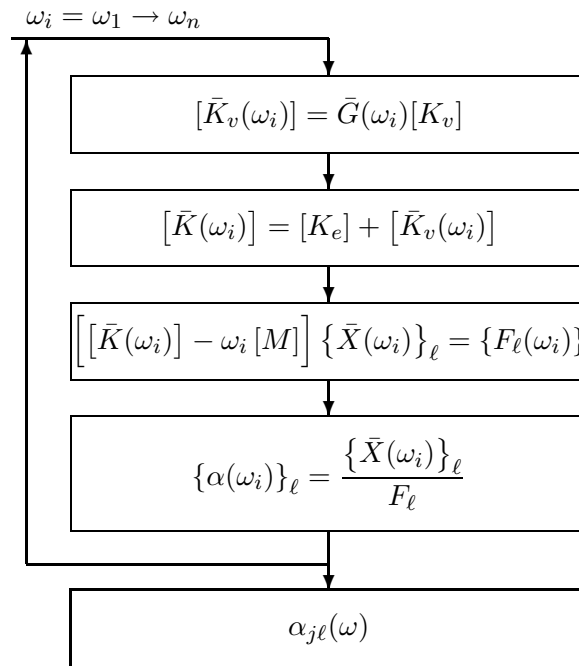 ω_i = ω_1 → ω_n
[K̄_v(ω_i)] = Ḡ(ω_i)[K_v]
[K̄(ω_i)] = [K_e] + [K̄_v(ω_i)]
[[K̄(ω_i)] − ω_i [M]] {X̄(ω_i)}_ℓ = {F_ℓ(ω_i)}
{α(ω_i)}_ℓ = {X̄(ω_i)}_ℓ / F_ℓ
α_{jℓ}(ω)